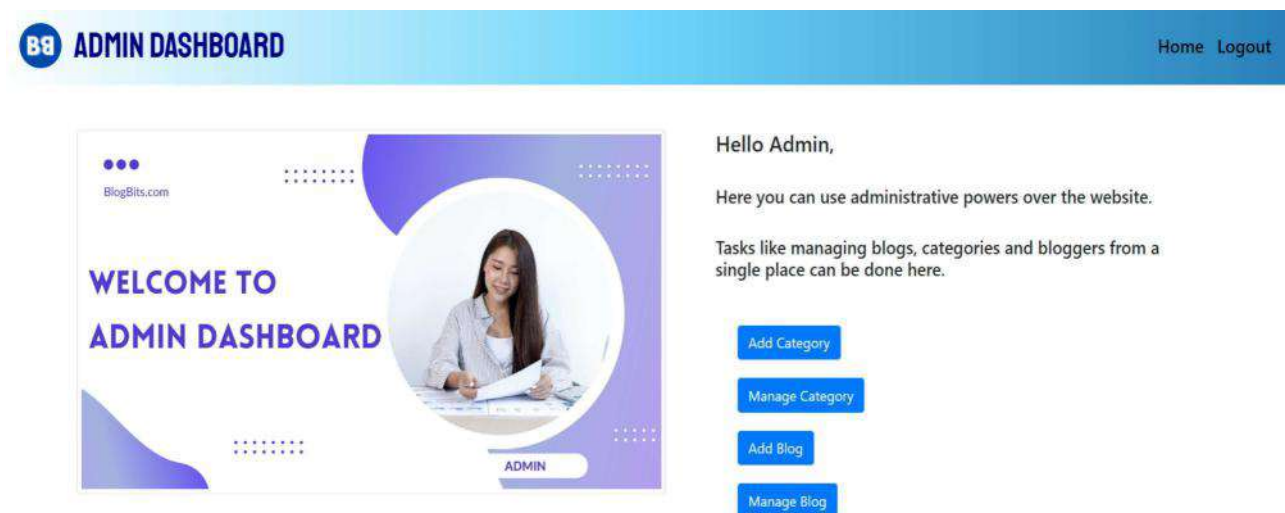 BB ADMIN DASHBOARD
Home Logout
BlogBits.com
WELCOME TO
ADMIN DASHBOARD
ADMIN
Hello Admin,
Here you can use administrative powers over the website.
Tasks like managing blogs, categories and bloggers from a
single place can be done here.
Add Category
Manage Category
Add Blog
Manage Blog